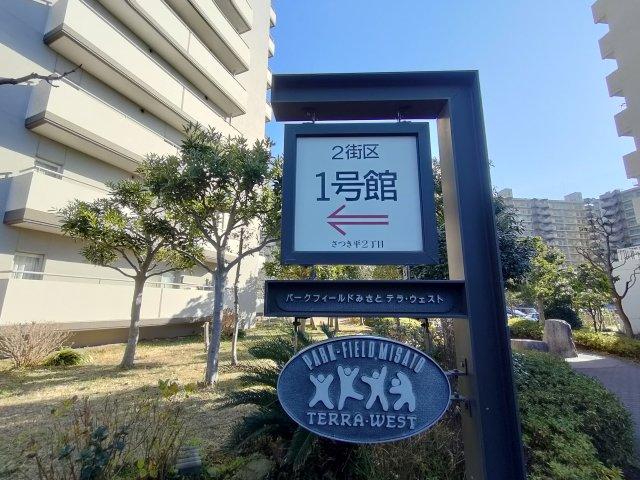 2街区
1号館
さつき平2丁目
パークフィールドみさと テラ・ウェスト
PARK-FIELD MISATO
TERRA·WEST